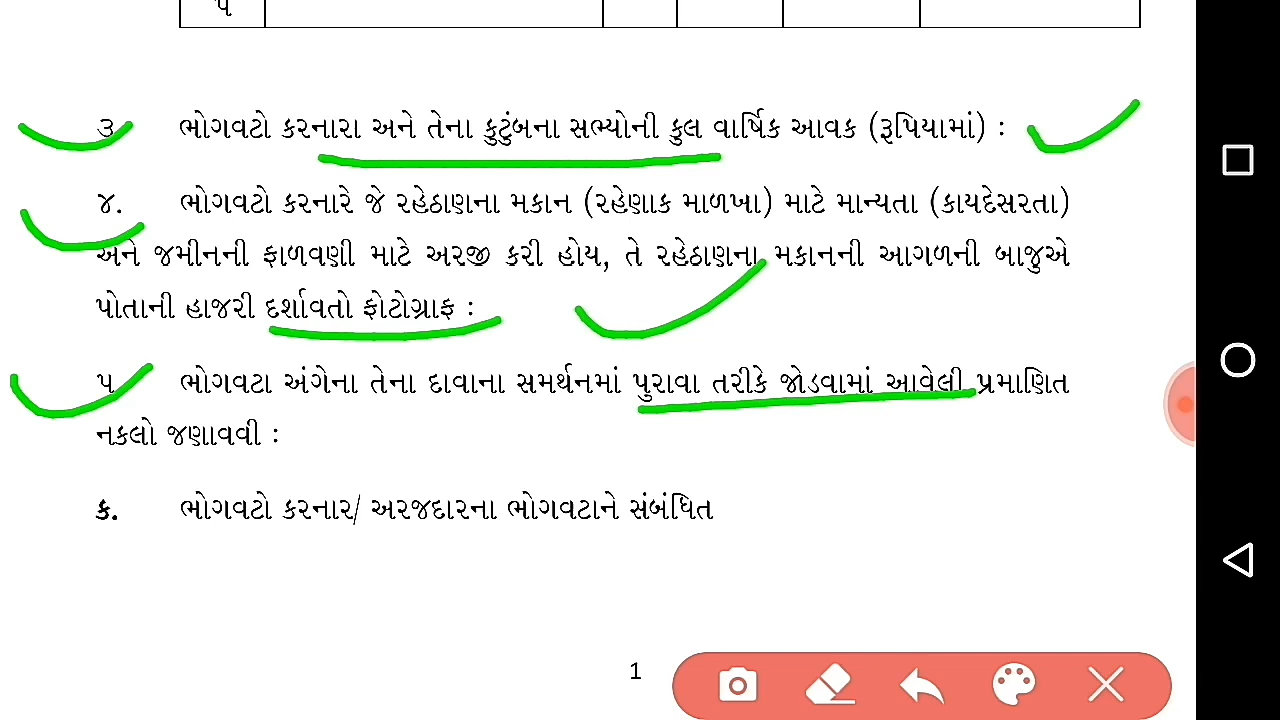 ૫
૩ ભોગવટો કરનારા અને તેના કુટુંબના સભ્યોની કુલ વાર્ષિક આવક (રૂપિયામાં) :
૪. ભોગવટો કરનારે જે રહેઠાણના મકાન (રહેણાક માળખા) માટે માન્યતા (કાયદેસરતા)
અને જમીનની ફાળવણી માટે અરજી કરી હોય, તે રહેઠાણના મકાનની આગળની બાજુએ
પોતાની હાજરી દર્શાવતો ફોટોગ્રાફ :
૫ ભોગવટા અંગેના તેના દાવાના સમર્થનમાં પુરાવા તરીકે જોડવામાં આવેલી પ્રમાણિત
નકલો જણાવવી :
ક. ભોગવટો કરનાર/ અરજદારના ભોગવટાને સંબંધિત
1